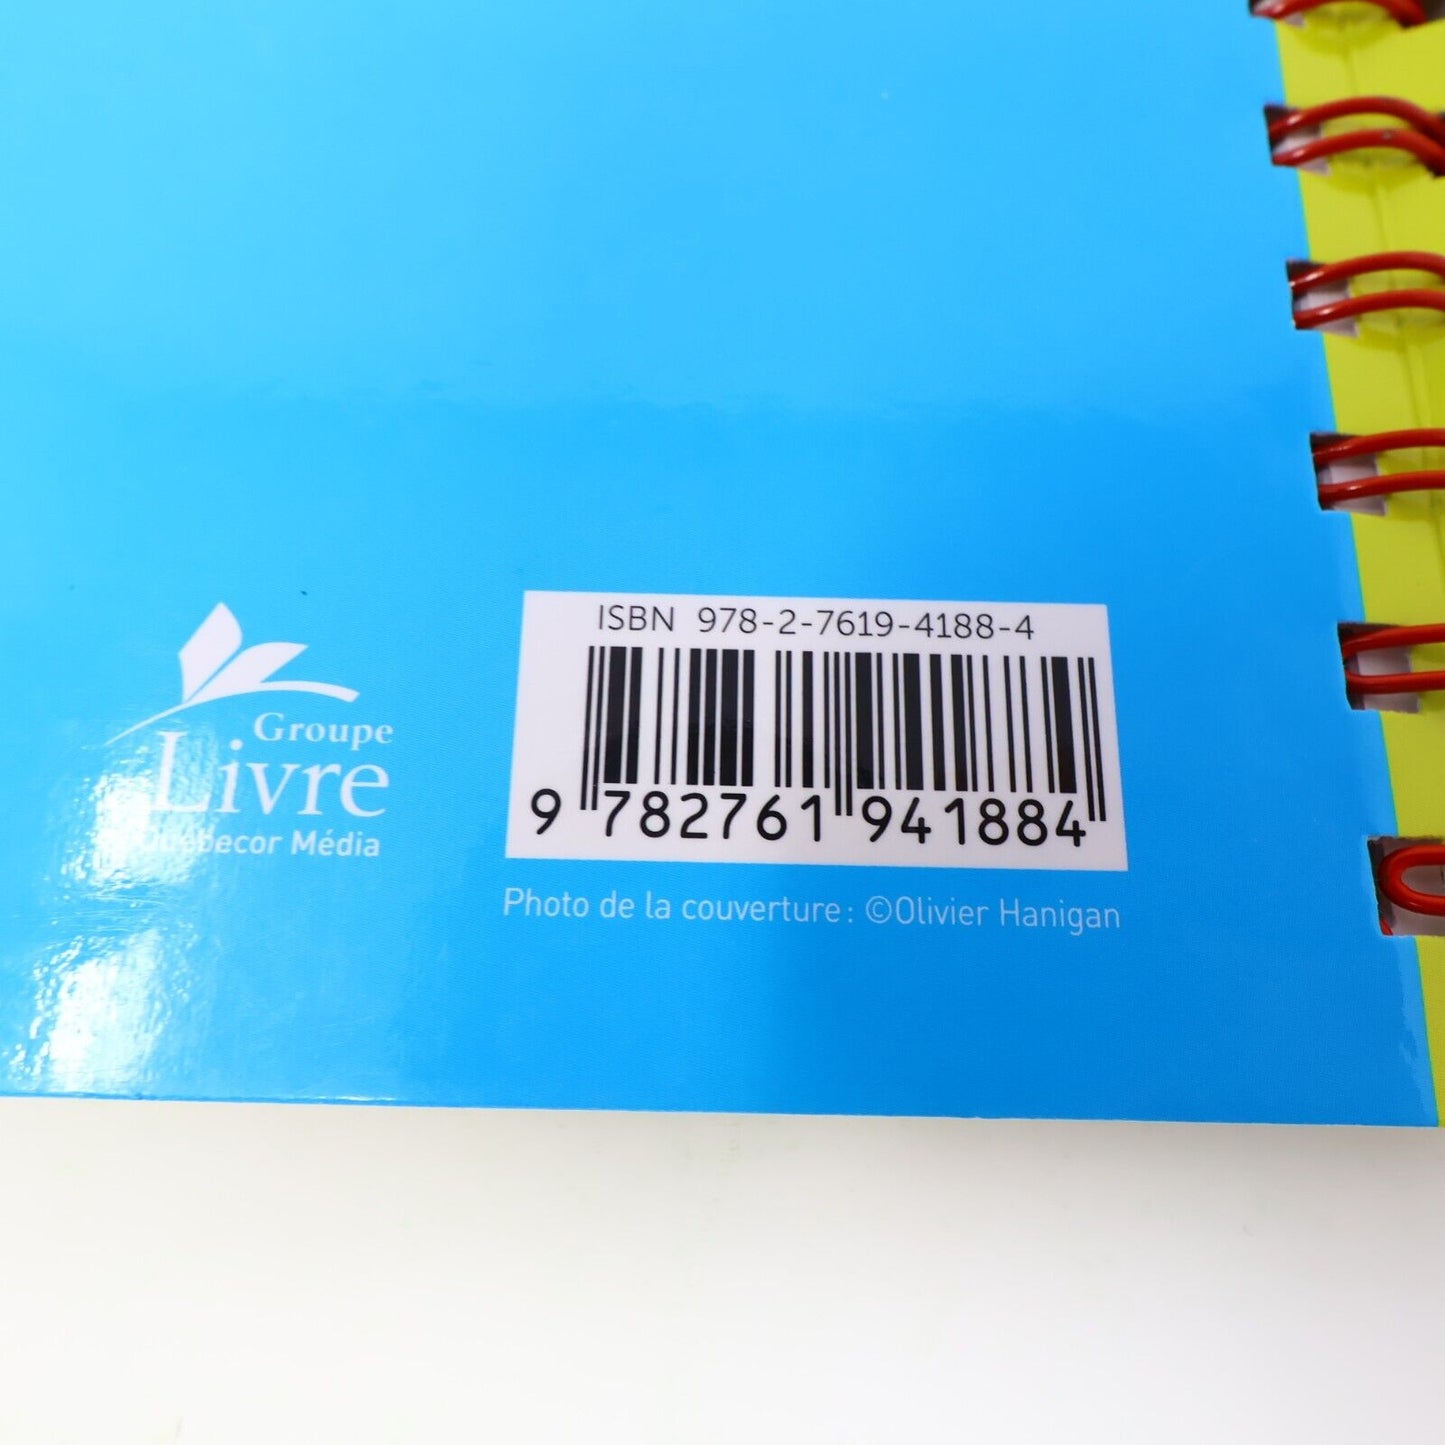 ISBN 978-2-7619-4188-4
9 782761 941884
Photo de la couverture : ©Olivier Hanigan
Groupe
Livre
Québecor Média